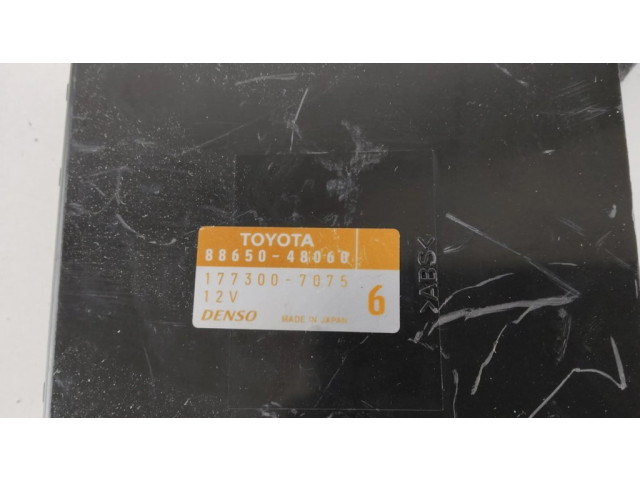 TOYOTA
88650-48060
177300-7075
12V
6
DENSO MADE IN JAPAN
>ABS<